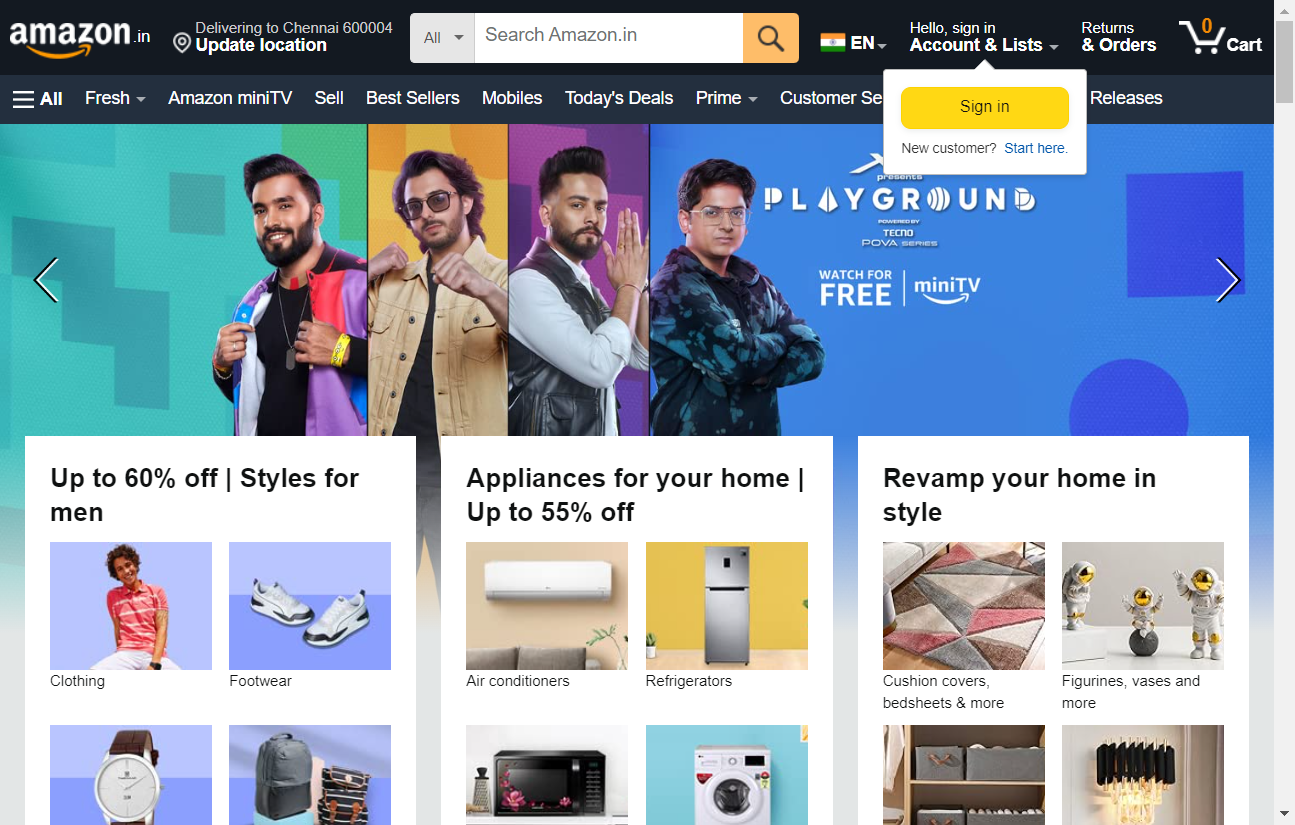 amazon.in
Delivering to Chennai 600004
Update location
All
Search Amazon.in
EN
Hello, sign in
Account & Lists
Returns
& Orders
0
Cart
All
Fresh
Amazon miniTV
Sell
Best Sellers
Mobiles
Today's Deals
Prime
Customer Se
Releases
Sign in
New customer? Start here.
presents
PLAYGROUND
POWERED BY
TECNO
POVA SERIES
WATCH FOR
FREE
miniTV
Up to 60% off | Styles for
men
Clothing
Footwear
Appliances for your home |
Up to 55% off
Air conditioners
Refrigerators
Revamp your home in
style
Cushion covers,
bedsheets & more
Figurines, vases and
more